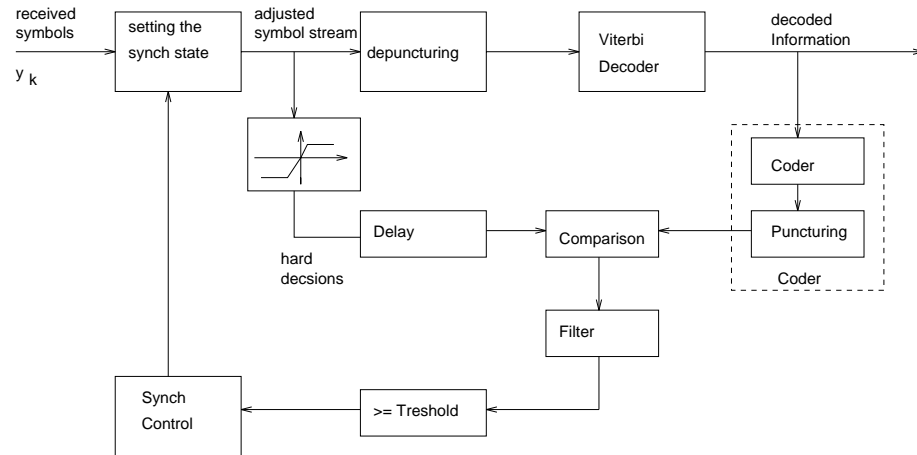 received
symbols
y k
setting the
synch state
adjusted
symbol stream
depuncturing
Viterbi
Decoder
decoded
Information
Coder
Puncturing
Coder
hard
decsions
Delay
Comparison
Filter
>= Treshold
Synch
Control